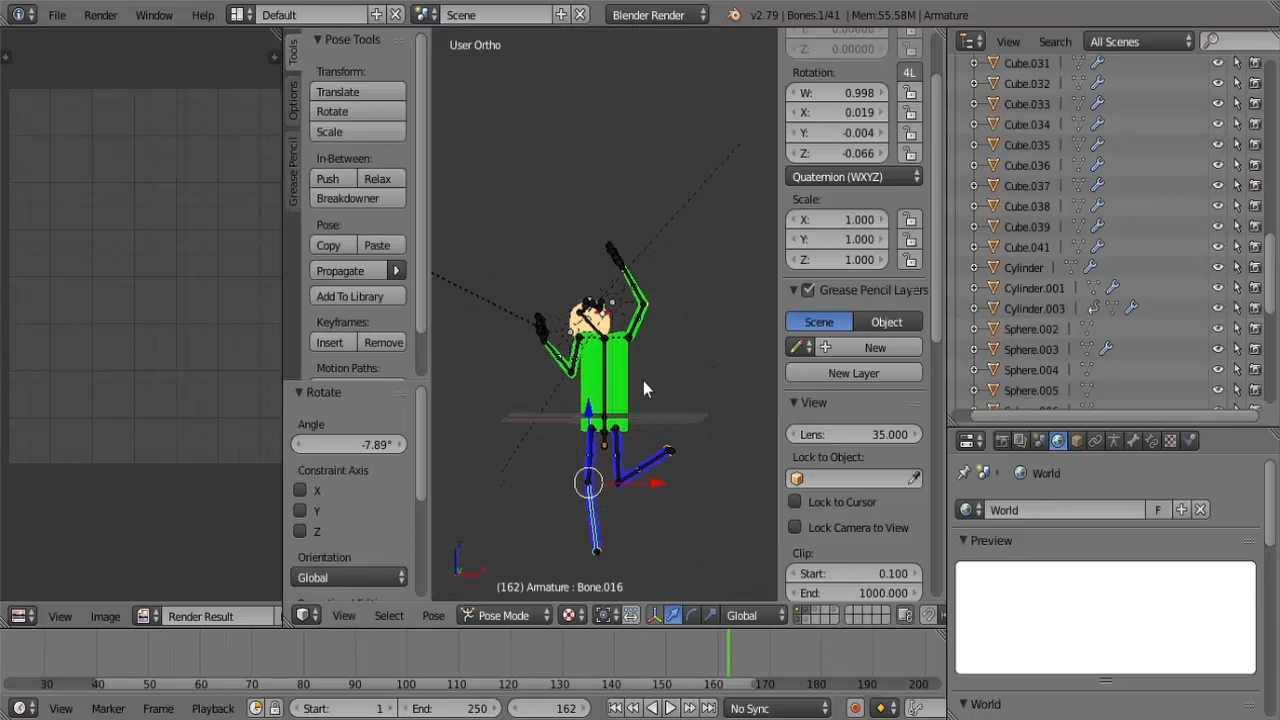 File Render Window Help Default Scene Blender Render v2.79 | Bones:1/41 | Mem:55.58M | Armature
Tools
Options
Grease Pencil
Pose Tools
Transform:
Translate
Rotate
Scale
In-Between:
Push Relax
Breakdowner
Pose:
Copy Paste
Propagate
Add To Library
Keyframes:
Insert Remove
Motion Paths:
Rotate
Angle
-7.89°
Constraint Axis
X
Y
Z
Orientation
Global
User Ortho
(162) Armature : Bone.016
Z: 0.00000
Rotation:
4L
W: 0.998
X: 0.019
Y: -0.004
Z: -0.066
Quaternion (WXYZ)
Scale:
X: 1.000
Y: 1.000
Z: 1.000
Grease Pencil Layers
Scene Object
New
New Layer
View
Lens: 35.000
Lock to Object:
Lock to Cursor
Lock Camera to View
Clip:
Start: 0.100
End: 1000.000
View Search All Scenes
Cube.031
Cube.032
Cube.033
Cube.034
Cube.035
Cube.036
Cube.037
Cube.038
Cube.039
Cube.041
Cylinder
Cylinder.001
Cylinder.003
Sphere.002
Sphere.003
Sphere.004
Sphere.005
World
World F
Preview
World
View Image Render Result
View Select Pose Pose Mode Global
30 40 50 60 70 80 90 100 110 120 130 140 150 160 170 180 190 200
View Marker Frame Playback Start: 1 End: 250 162 No Sync